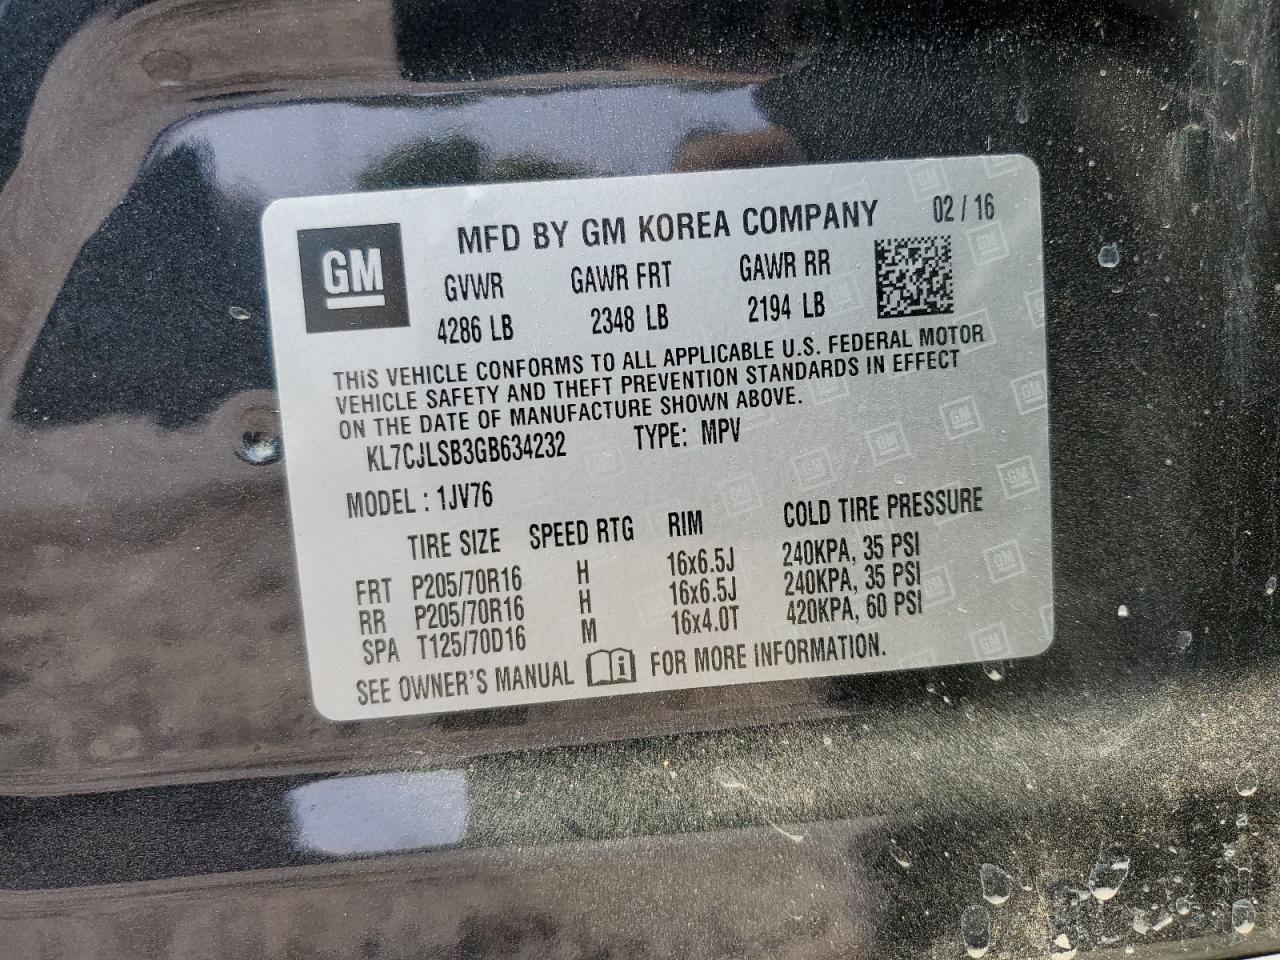 GM
MFD BY GM KOREA COMPANY 02 / 16
GVWR GAWR FRT GAWR RR
4286 LB 2348 LB 2194 LB
THIS VEHICLE CONFORMS TO ALL APPLICABLE U.S. FEDERAL MOTOR
VEHICLE SAFETY AND THEFT PREVENTION STANDARDS IN EFFECT
ON THE DATE OF MANUFACTURE SHOWN ABOVE.
KL7CJLSB3GB634232 TYPE: MPV
MODEL : 1JV76
TIRE SIZE SPEED RTG RIM COLD TIRE PRESSURE
FRT P205/70R16 H 16x6.5J 240KPA, 35 PSI
RR P205/70R16 H 16x6.5J 240KPA, 35 PSI
SPA T125/70D16 M 16x4.0T 420KPA, 60 PSI
SEE OWNER'S MANUAL FOR MORE INFORMATION.